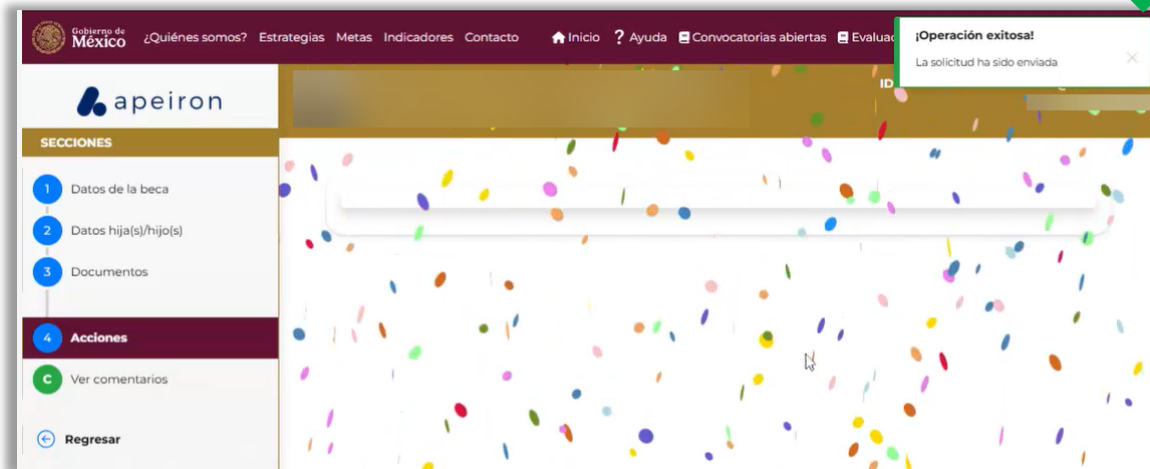 Gobierno de
México
¿Quiénes somos? Estrategias Metas Indicadores Contacto Inicio ? Ayuda Convocatorias abiertas
¡Operación exitosa!
La solicitud ha sido enviada
apeiron
ID
SECCIONES
1 Datos de la beca
2 Datos hija(s)/hijo(s)
3 Documentos
4 Acciones
C Ver comentarios
Regresar